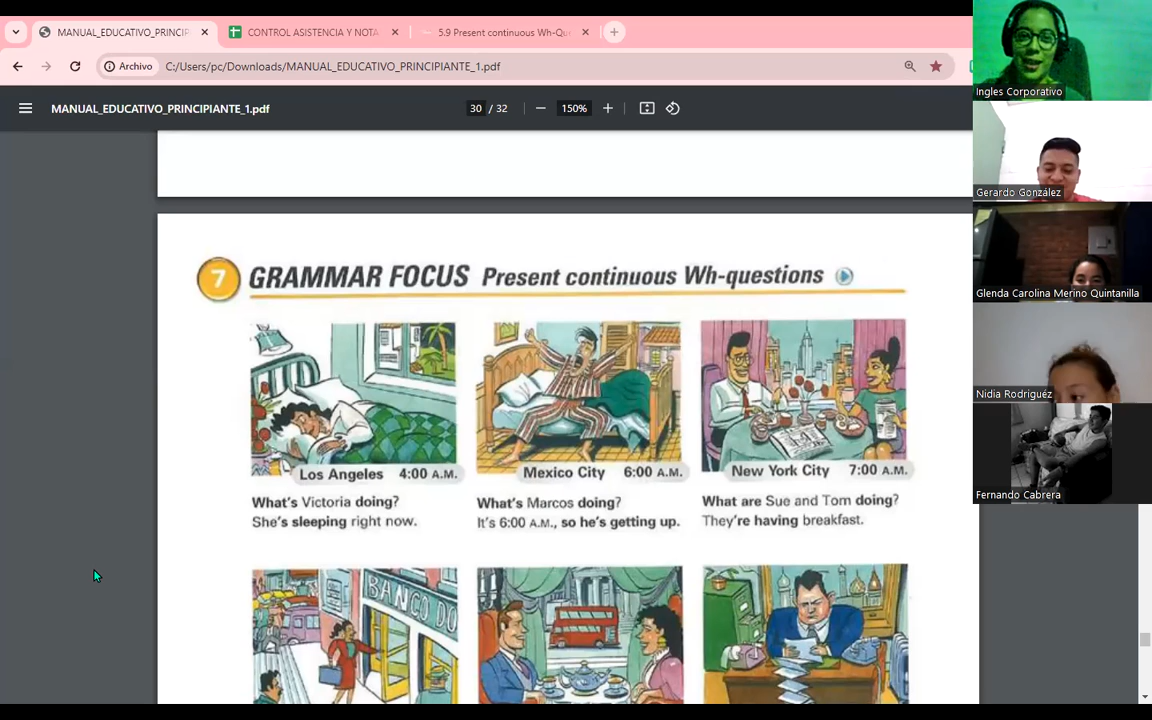 MANUAL_EDUCATIVO_PRINCIP
CONTROL ASISTENCIA Y NOTA
5.9 Present continuous Wh-Qu
Archivo
C:/Users/pc/Downloads/MANUAL_EDUCATIVO_PRINCIPIANTE_1.pdf
MANUAL_EDUCATIVO_PRINCIPIANTE_1.pdf
30 / 32
150%
Ingles Corporativo
Gerardo González
Glenda Carolina Merino Quintanilla
Nidia Rodriguez
Fernando Cabrera
7 GRAMMAR FOCUS Present continuous Wh-questions
Los Angeles 4:00 A.M.
What's Victoria doing?
She's sleeping right now.
Mexico City 6:00 A.M.
What's Marcos doing?
It's 6:00 A.M., so he's getting up.
New York City 7:00 A.M.
What are Sue and Tom doing?
They're having breakfast.
BANCO DO